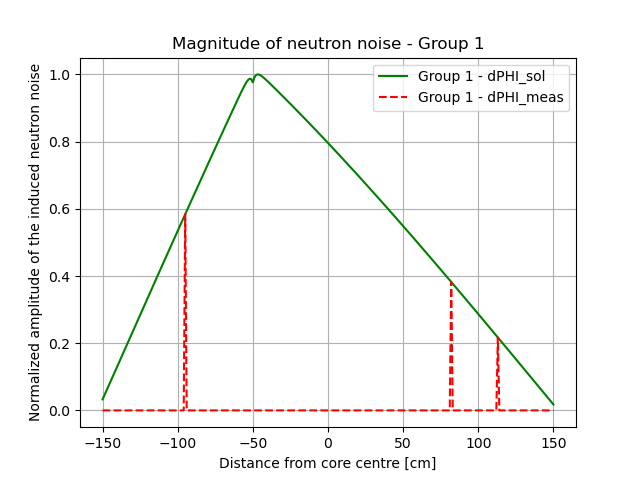 Magnitude of neutron noise - Group 1
Normalized amplitude of the induced neutron noise
1.0
0.8
0.6
0.4
0.2
0.0
Group 1 - dPHI_sol
Group 1 - dPHI_meas
−150
−100
−50
0
50
100
150
Distance from core centre [cm]